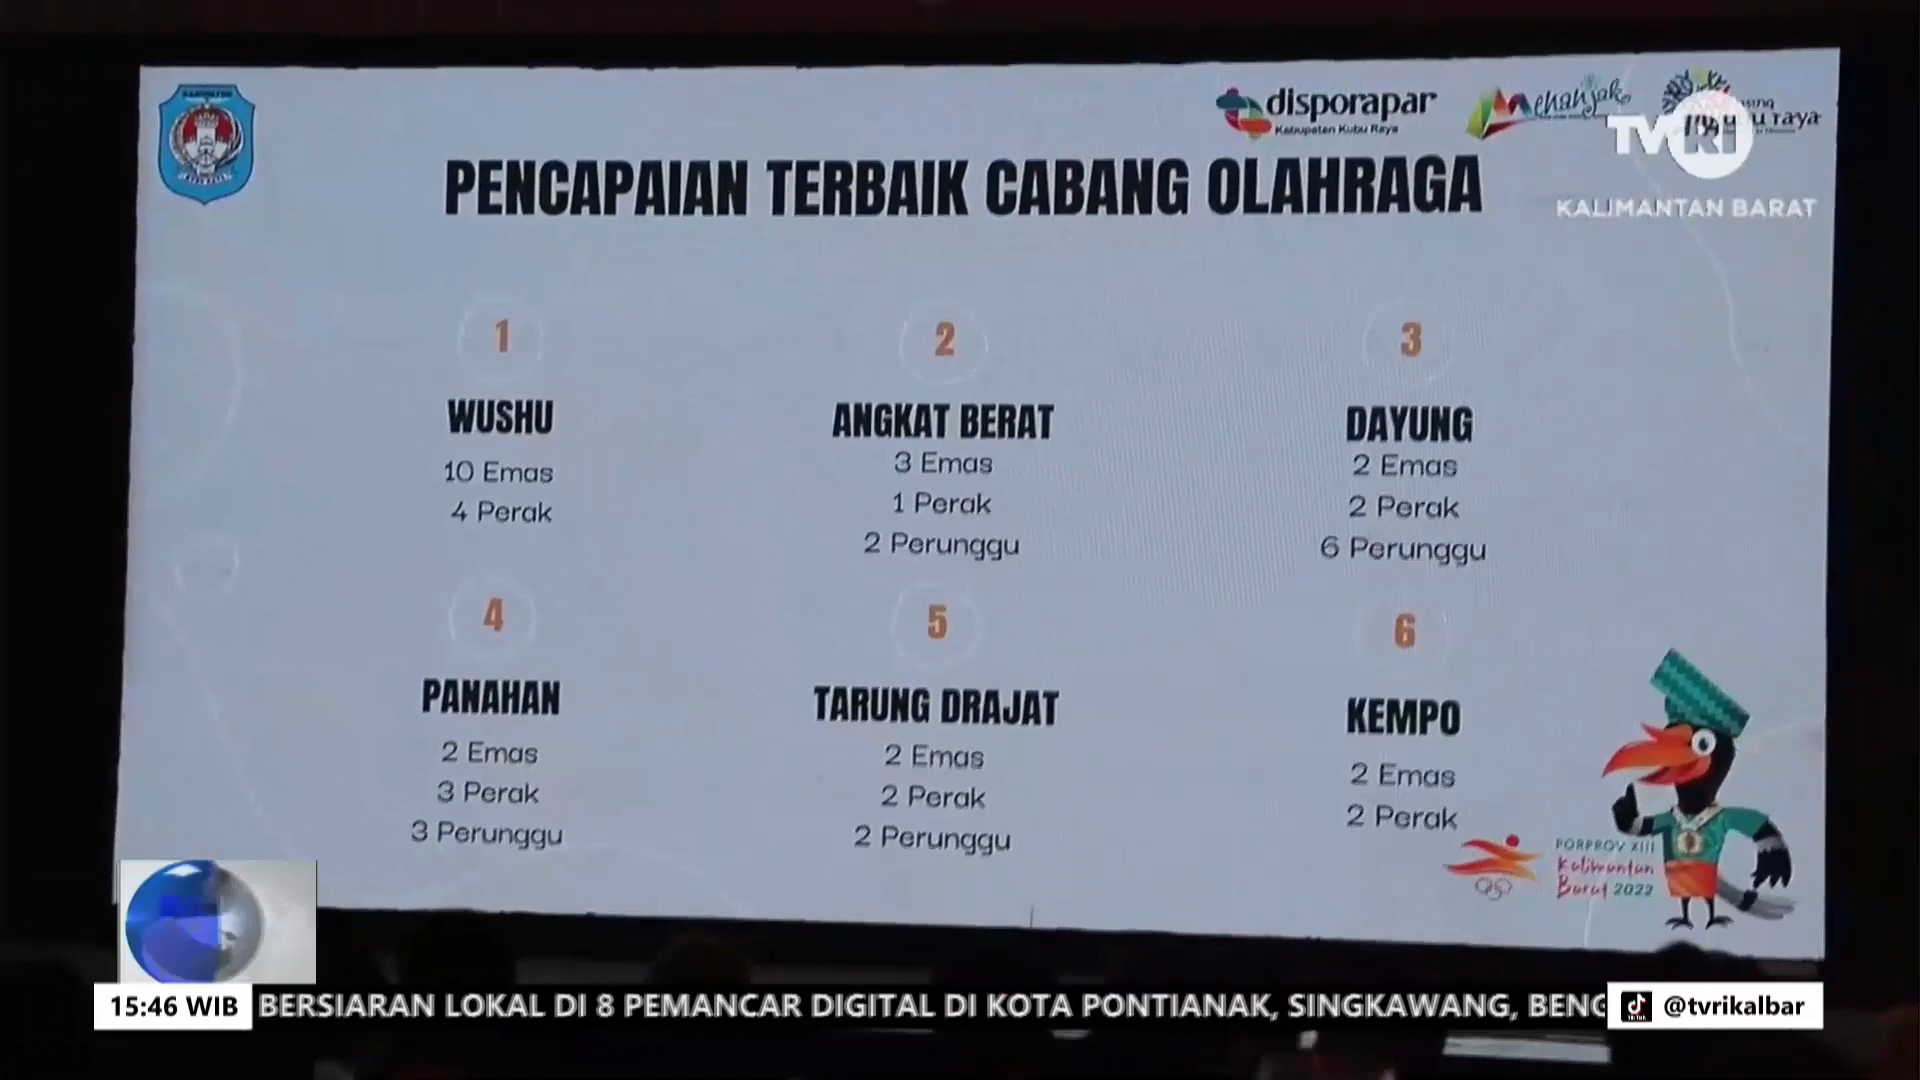 disporapar
Kabupaten Kubu Raya
Menanjak
TVRI
KALIMANTAN BARAT
PENCAPAIAN TERBAIK CABANG OLAHRAGA
1
WUSHU
10 Emas
4 Perak
2
ANGKAT BERAT
3 Emas
1 Perak
2 Perunggu
3
DAYUNG
2 Emas
2 Perak
6 Perunggu
4
PANAHAN
2 Emas
3 Perak
3 Perunggu
5
TARUNG DRAJAT
2 Emas
2 Perak
2 Perunggu
6
KEMPO
2 Emas
2 Perak
PORPROV XIII
Kalimantan
Barat 2022
15:46 WIB
BERSIARAN LOKAL DI 8 PEMANCAR DIGITAL DI KOTA PONTIANAK, SINGKAWANG, BENG
@tvrikalbar